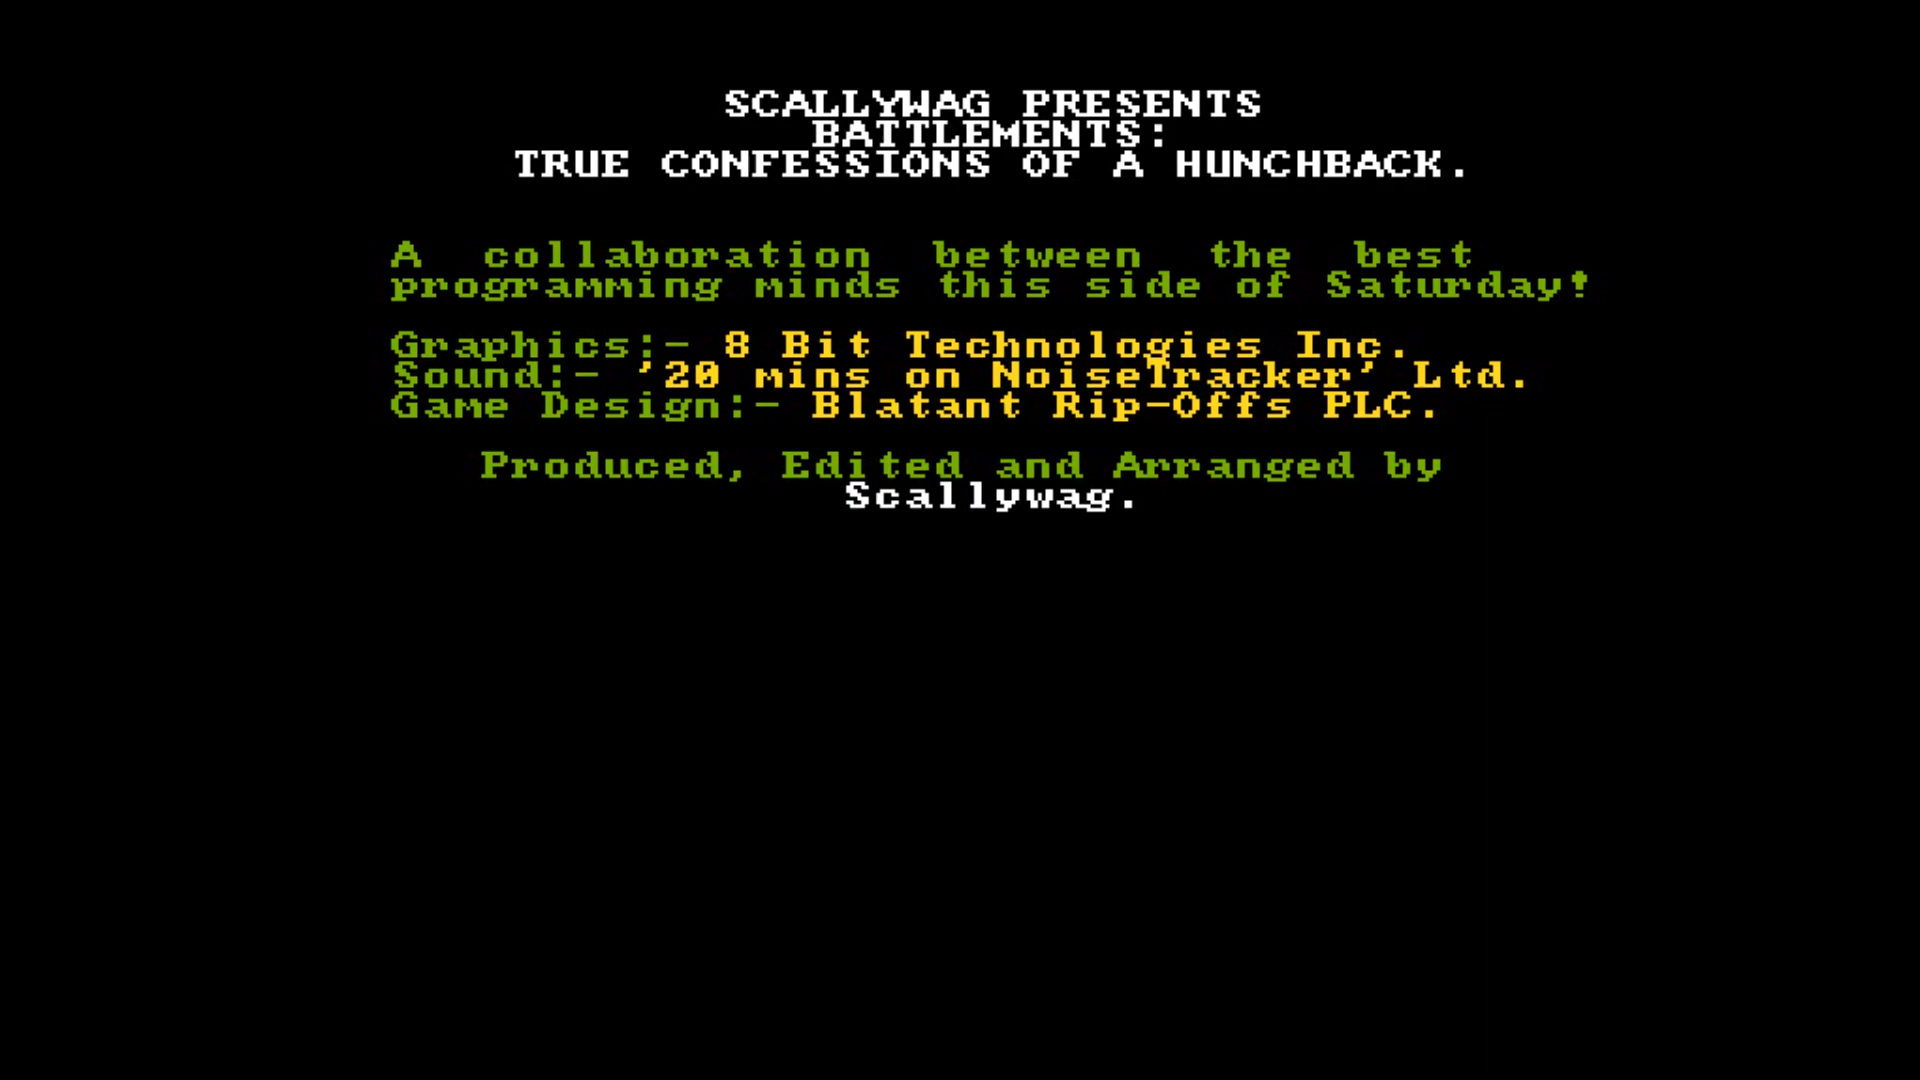 SCALLYWAG PRESENTS
BATTLEMENTS:
TRUE CONFESSIONS OF A HUNCHBACK.
A collaboration between the best
programming minds this side of Saturday!
Graphics:- 8 Bit Technologies Inc.
Sound:- '20 mins on NoiseTracker' Ltd.
Game Design:- Blatant Rip-Offs PLC.
Produced, Edited and Arranged by
Scallywag.